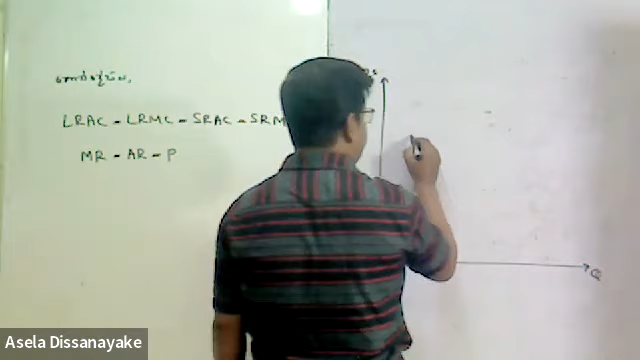 LRAC = LRMC = SRAC = SRM
MR = AR = P
Q
Asela Dissanayake